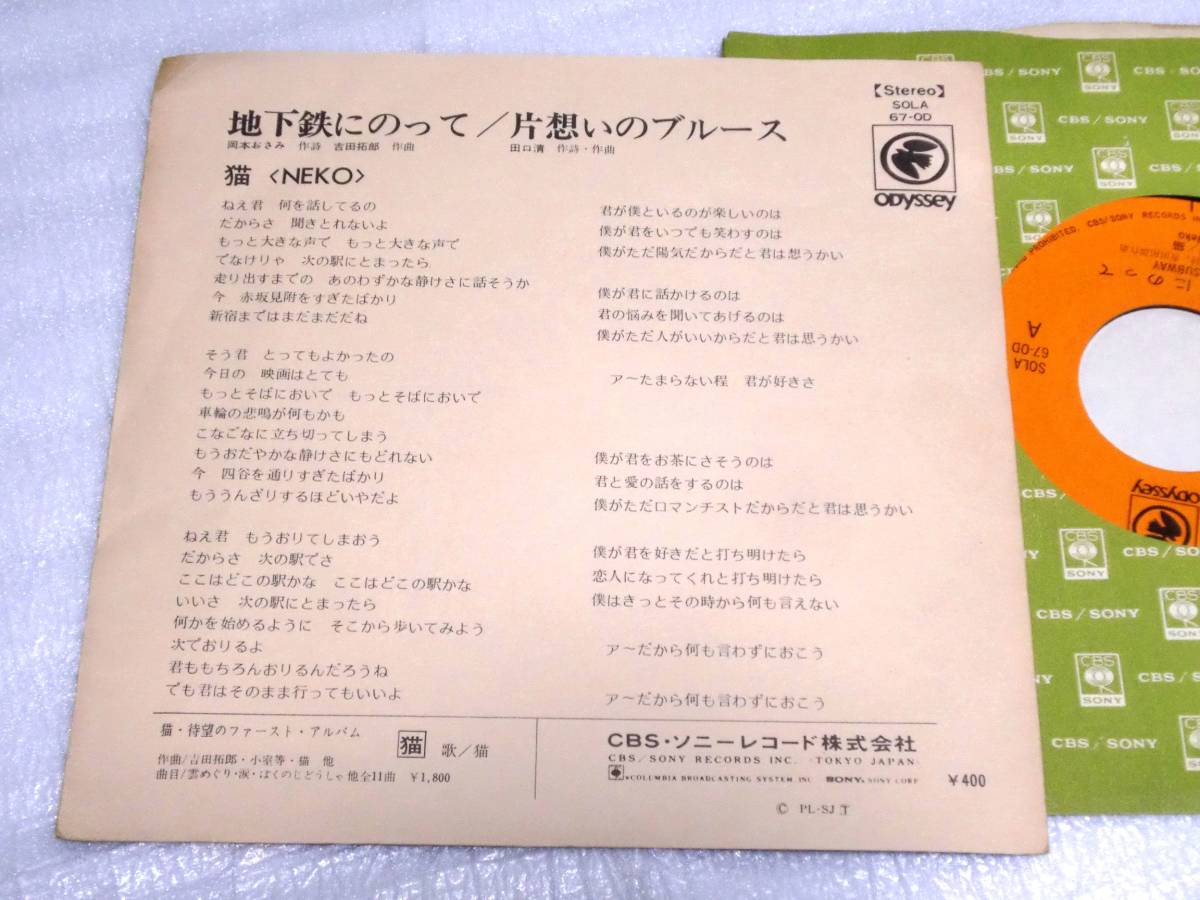 地下鉄にのって／片想いのブルース
岡本おさみ 作詩 吉田拓郎 作曲 田口清 作詩・作曲
猫〈NEKO〉
【Stereo】
SOLA
67-OD
ODYSSEY
ねえ君 何を話してるの
だからさ 聞きとれないよ
もっと大きな声で もっと大きな声で
でなけりゃ 次の駅にとまったら
走り出すまでの あのわずかな静けさに話そうか
今 赤坂見附をすぎたばかり
新宿まではまだまだだね
そう君 とってもよかったの
今日の 映画はとても
もっとそばにおいで もっとそばにおいで
車輪の悲鳴が何もかも
こなごなに立ち切ってしまう
もうおだやかな静けさにもどれない
今 四谷を通りすぎたばかり
もううんざりするほどいやだよ
ねえ君 もうおりてしまおう
だからさ 次の駅でさ
ここはどこの駅かな ここはどこの駅かな
いいさ 次の駅にとまったら
何かを始めるように そこから歩いてみよう
次でおりるよ
君ももちろんおりるんだろうね
でも君はそのまま行ってもいいよ
君が僕といるのが楽しいのは
僕が君をいつでも笑わすのは
僕がただ陽気だからだと君は想うかい
僕が君に話かけるのは
君の悩みを聞いてあげるのは
僕がただ人がいいからだと君は思うかい
ア〜たまらない程 君が好きさ
僕が君をお茶にさそうのは
君と愛の話をするのは
僕がただロマンチストだからだと君は思うかい
僕が君を好きだと打ち明けたら
恋人になってくれと打ち明けたら
僕はきっとその時から何も言えない
ア〜だから何も言わずにおこう
ア〜だから何も言わずにおこう
猫・待望のファースト・アルバム
猫 歌／猫
作曲／吉田拓郎・小室等・猫 他
曲目／雲めぐり・涙・ぼくのじどうしゃ他全11曲 ￥1,800
CBS・ソニーレコード株式会社
CBS/SONY RECORDS INC. 〈TOKYO JAPAN〉
COLUMBIA BROADCASTING SYSTEM INC SONY SONY CORP
￥400
Ⓒ PL-SJ T
CBS/SONY
PROHIBITED. CBS/SONY RECORDS IN
SUBWAY
にのって
SOLA
67-OD
A
Odyssey